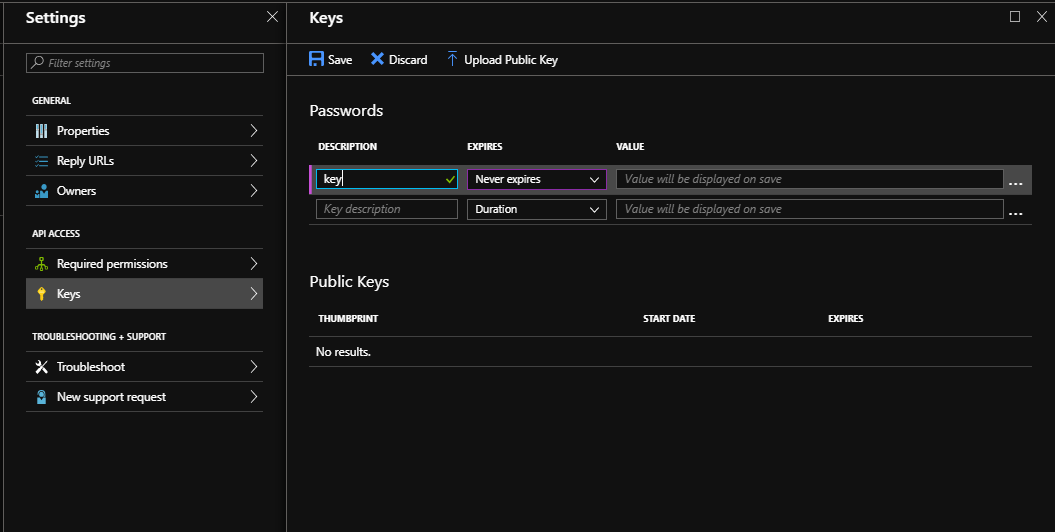 Settings
Filter settings
GENERAL
Properties
Reply URLs
Owners
API ACCESS
Required permissions
Keys
TROUBLESHOOTING + SUPPORT
Troubleshoot
New support request
Keys
Save Discard Upload Public Key
Passwords
DESCRIPTION EXPIRES VALUE
key Never expires Value will be displayed on save ...
Key description Duration Value will be displayed on save ...
Public Keys
THUMBPRINT START DATE EXPIRES
No results.